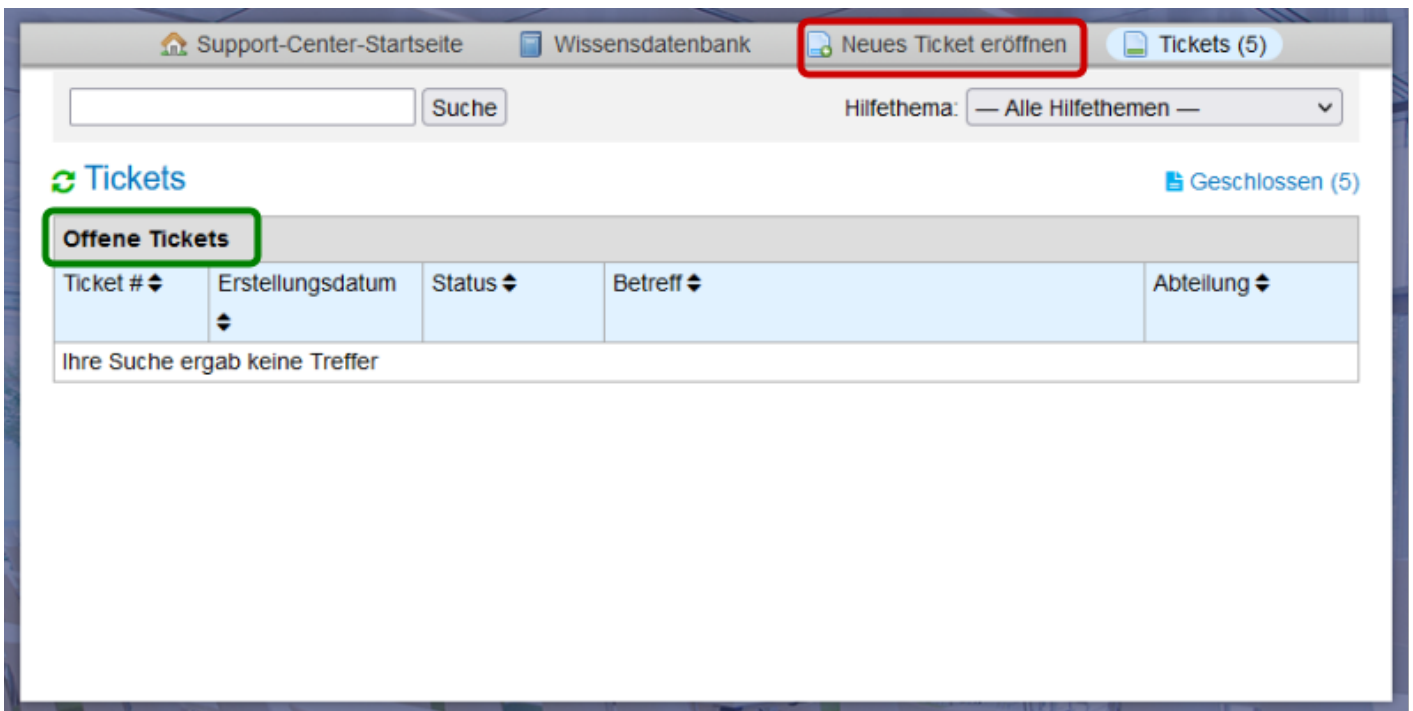 Support-Center-Startseite Wissensdatenbank Neues Ticket eröffnen Tickets (5)
Suche Hilfethema: — Alle Hilfethemen —
Tickets Geschlossen (5)
Offene Tickets
Ticket # Erstellungsdatum Status Betreff Abteilung
Ihre Suche ergab keine Treffer